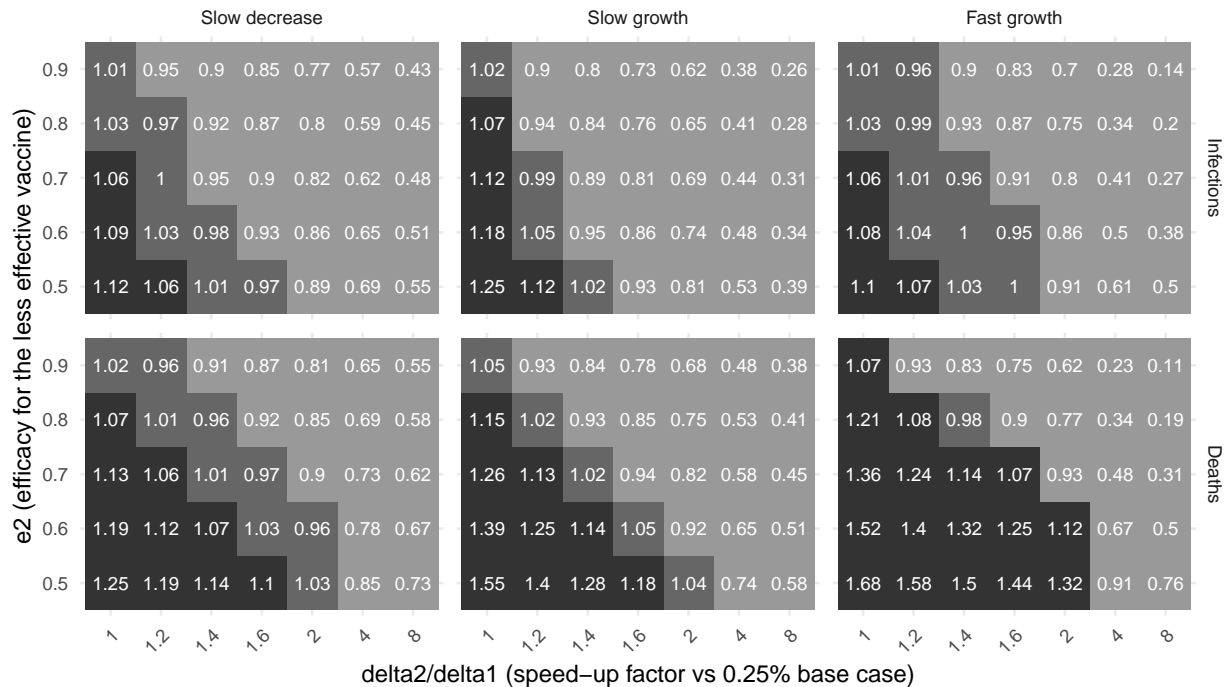 Slow decrease Slow growth Fast growth
0.9 1.01 0.95 0.9 0.85 0.77 0.57 0.43 1.02 0.9 0.8 0.73 0.62 0.38 0.26 1.01 0.96 0.9 0.83 0.7 0.28 0.14
0.8 1.03 0.97 0.92 0.87 0.8 0.59 0.45 1.07 0.94 0.84 0.76 0.65 0.41 0.28 1.03 0.99 0.93 0.87 0.75 0.34 0.2
0.7 1.06 1 0.95 0.9 0.82 0.62 0.48 1.12 0.99 0.89 0.81 0.69 0.44 0.31 1.06 1.01 0.96 0.91 0.8 0.41 0.27
0.6 1.09 1.03 0.98 0.93 0.86 0.65 0.51 1.18 1.05 0.95 0.86 0.74 0.48 0.34 1.08 1.04 1 0.95 0.86 0.5 0.38
0.5 1.12 1.06 1.01 0.97 0.89 0.69 0.55 1.25 1.12 1.02 0.93 0.81 0.53 0.39 1.1 1.07 1.03 1 0.91 0.61 0.5
Infections
0.9 1.02 0.96 0.91 0.87 0.81 0.65 0.55 1.05 0.93 0.84 0.78 0.68 0.48 0.38 1.07 0.93 0.83 0.75 0.62 0.23 0.11
0.8 1.07 1.01 0.96 0.92 0.85 0.69 0.58 1.15 1.02 0.93 0.85 0.75 0.53 0.41 1.21 1.08 0.98 0.9 0.77 0.34 0.19
0.7 1.13 1.06 1.01 0.97 0.9 0.73 0.62 1.26 1.13 1.02 0.94 0.82 0.58 0.45 1.36 1.24 1.14 1.07 0.93 0.48 0.31
0.6 1.19 1.12 1.07 1.03 0.96 0.78 0.67 1.39 1.25 1.14 1.05 0.92 0.65 0.51 1.52 1.4 1.32 1.25 1.12 0.67 0.5
0.5 1.25 1.19 1.14 1.1 1.03 0.85 0.73 1.55 1.4 1.28 1.18 1.04 0.74 0.58 1.68 1.58 1.5 1.44 1.32 0.91 0.76
Deaths
1 1.2 1.4 1.6 2 4 8 1 1.2 1.4 1.6 2 4 8 1 1.2 1.4 1.6 2 4 8
delta2/delta1 (speed−up factor vs 0.25% base case)
e2 (efficacy for the less effective vaccine)